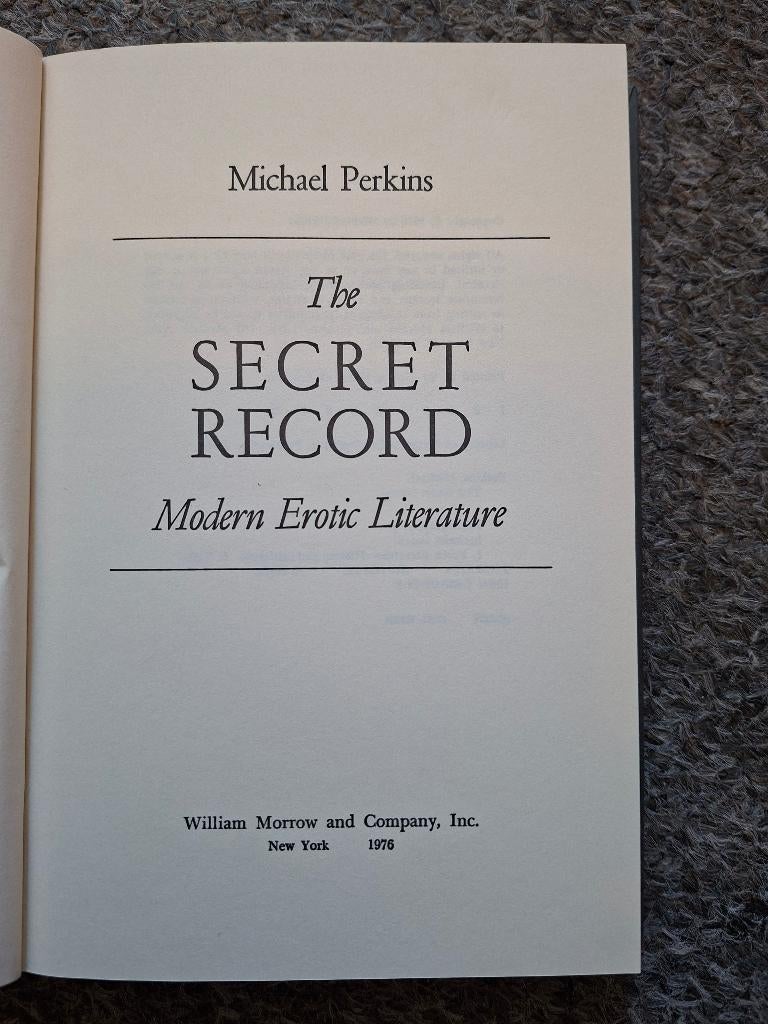 Michael Perkins
The
SECRET
RECORD
Modern Erotic Literature
William Morrow and Company, Inc.
New York 1976